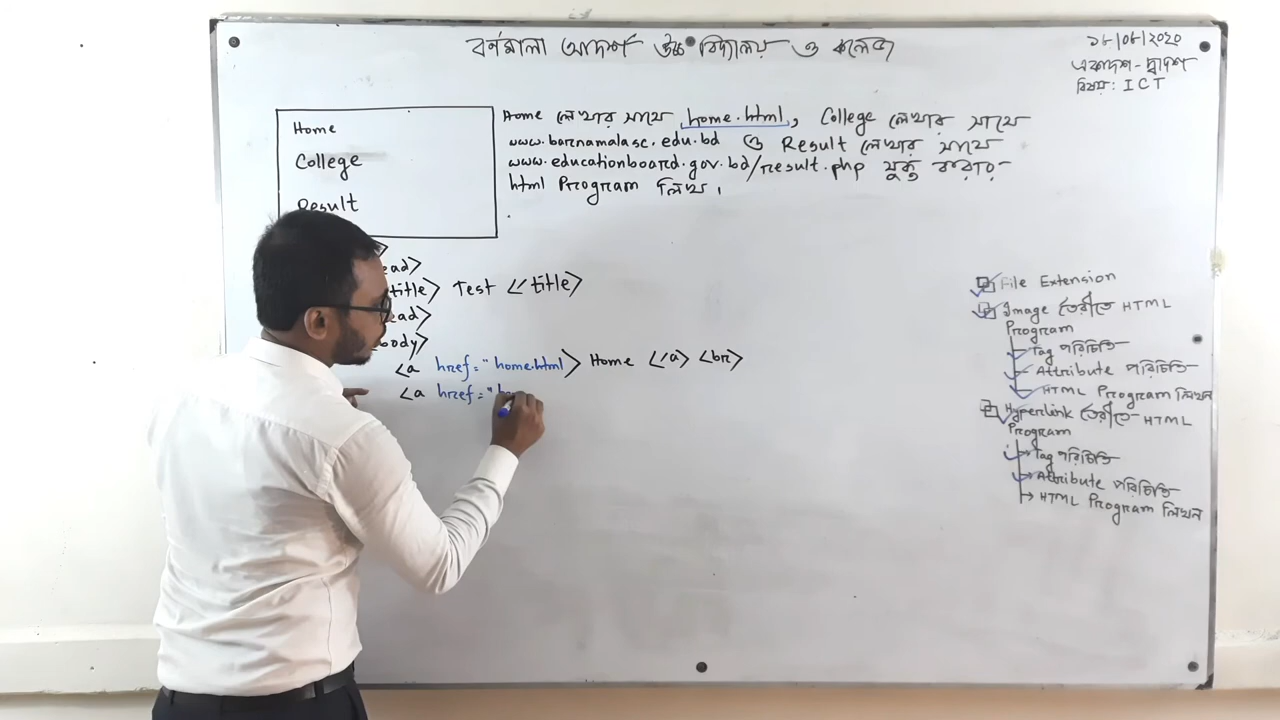 বর্ণমালা আদর্শ উচ্চ বিদ্যালয় ও কলেজ
১৮/০৮/২০২০
একাদশ-দ্বাদশ
বিষয়: ICT
Home
College
Result
Home লেখার সাথে home.html, College লেখার সাথে
www.barnamalasc.edu.bd ও Result লেখার সাথে
www.educationboard.gov.bd/result.php যুক্ত করার
html Program লিখ।
>
ead>
title> Test </title>
ead>
body>
<a href="home.html> Home </a> <br>
<a href="
File Extension
Image তৈরীতে HTML
Program
Tag পরিচিতি
Attribute পরিচিতি
HTML Program লিখন
Hyperlink তৈরীতে HTML
Program
Tag পরিচিতি
Attribute পরিচিতি
HTML Program লিখন